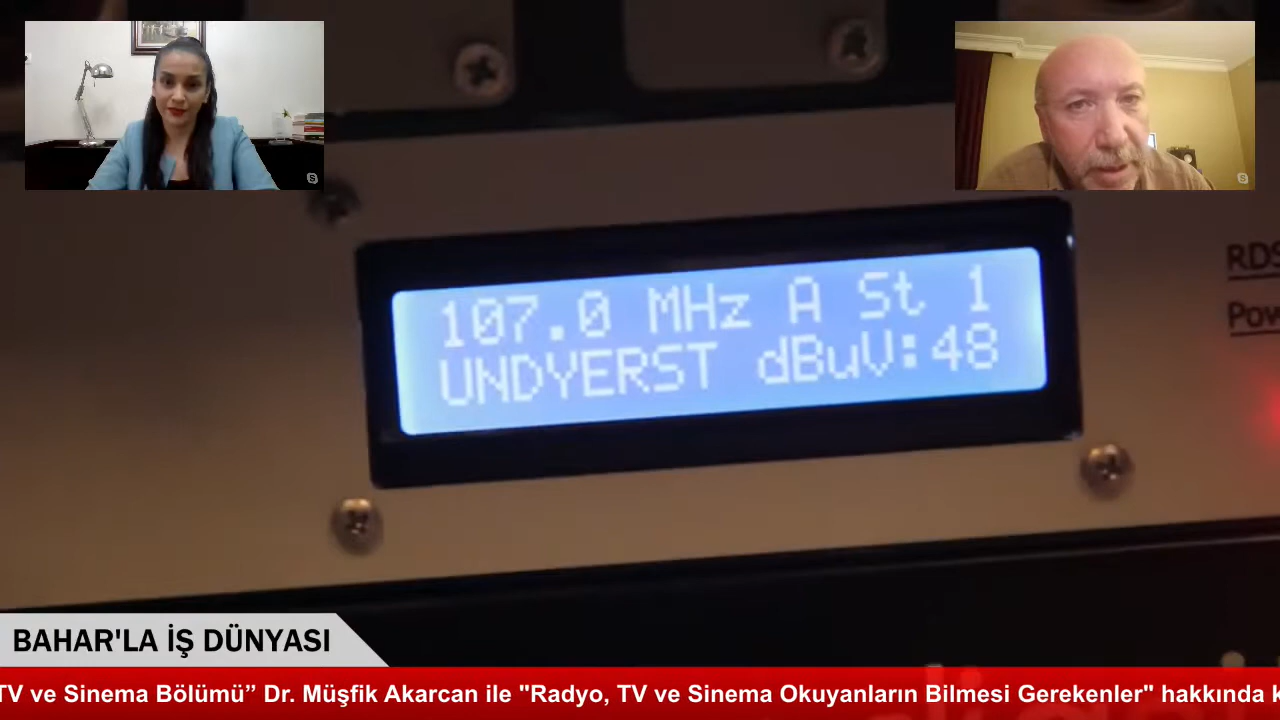 107.0 MHz A St 1
UNDYERST dBuV:48
RDS
BAHAR'LA İŞ DÜNYASI
TV ve Sinema Bölümü” Dr. Müşfik Akarcan ile "Radyo, TV ve Sinema Okuyanların Bilmesi Gerekenler" hakkında